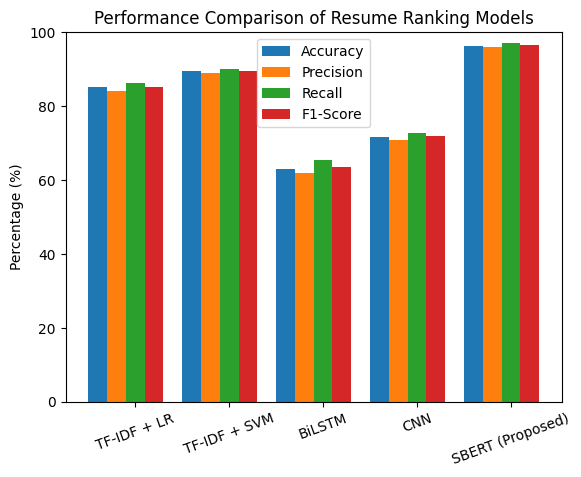 Performance Comparison of Resume Ranking Models
Accuracy
Precision
Recall
F1-Score
Percentage (%)
100
80
60
40
20
0
TF-IDF + LR
TF-IDF + SVM
BiLSTM
CNN
SBERT (Proposed)